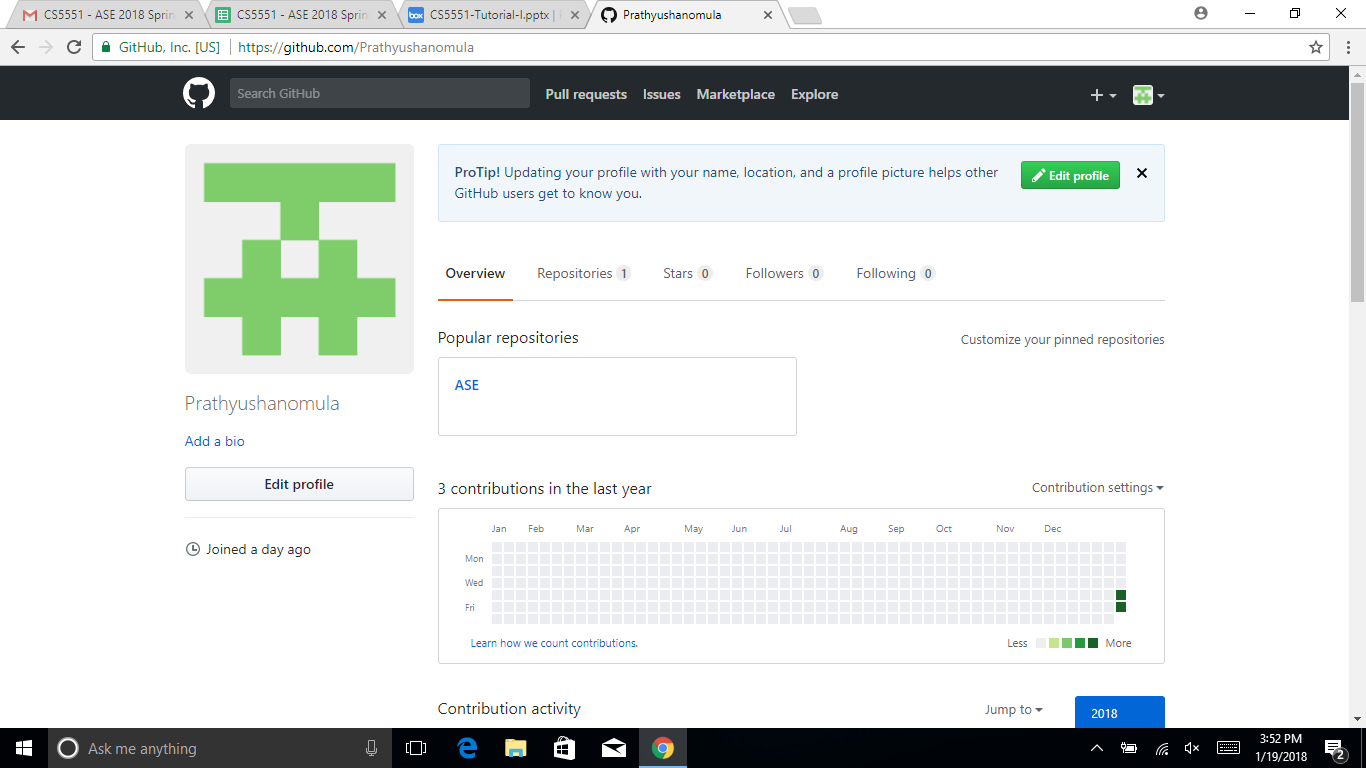 CS5551 - ASE 2018 Sprin
CS5551 - ASE 2018 Sprin
box
CS5551-Tutorial-I.pptx |
Prathyushanomula
GitHub, Inc. [US]
https://github.com/Prathyushanomula
Search GitHub
Pull requests
Issues
Marketplace
Explore
ProTip! Updating your profile with your name, location, and a profile picture helps other
GitHub users get to know you.
Edit profile
Overview
Repositories 1
Stars 0
Followers 0
Following 0
Popular repositories
Customize your pinned repositories
ASE
Prathyushanomula
Add a bio
Edit profile
Joined a day ago
3 contributions in the last year
Contribution settings
Jan Feb Mar Apr May Jun Jul Aug Sep Oct Nov Dec
Mon
Wed
Fri
Learn how we count contributions.
Less
More
Contribution activity
Jump to
2018
Ask me anything
3:52 PM
1/19/2018
2